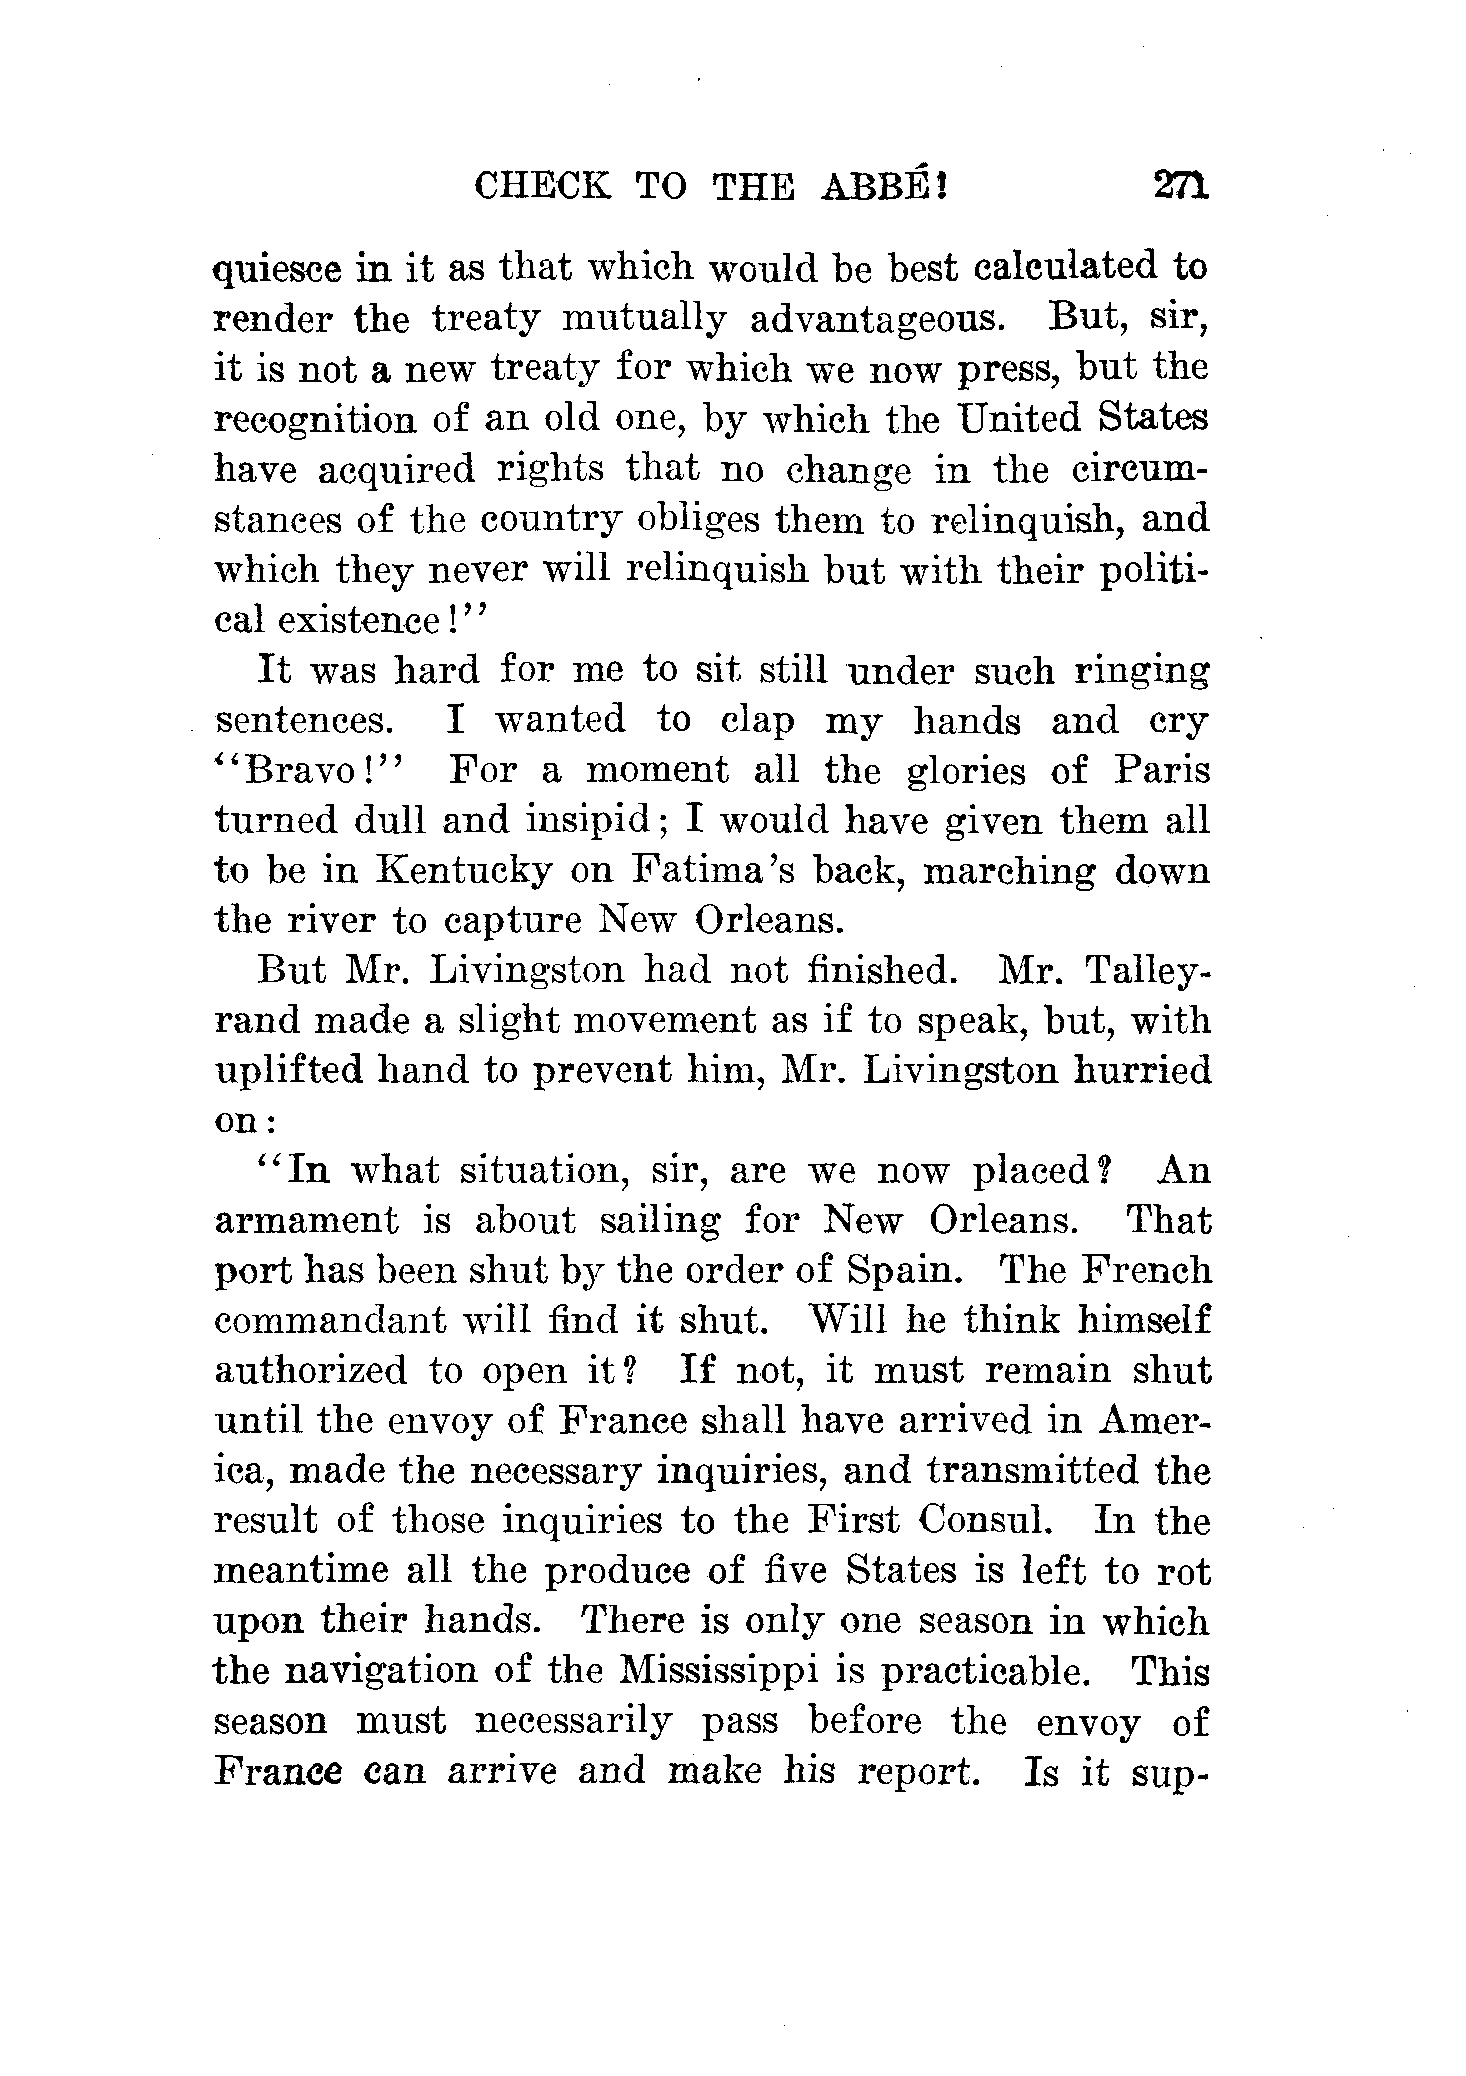 CHECK TO THE ABBÉ! 271
quiesce in it as that which would be best calculated to
render the treaty mutually advantageous. But, sir,
it is not a new treaty for which we now press, but the
recognition of an old one, by which the United States
have acquired rights that no change in the circum-
stances of the country obliges them to relinquish, and
which they never will relinquish but with their politi-
cal existence!''
It was hard for me to sit still under such ringing
sentences. I wanted to clap my hands and cry
“Bravo!” For a moment all the glories of Paris
turned dull and insipid; I would have given them all
to be in Kentucky on Fatima's back, marching down
the river to capture New Orleans.
But Mr. Livingston had not finished. Mr. Talley-
rand made a slight movement as if to speak, but, with
uplifted hand to prevent him, Mr. Livingston hurried
on:
“In what situation, sir, are we now placed? An
armament is about sailing for New Orleans. That
port has been shut by the order of Spain. The French
commandant will find it shut. Will he think himself
authorized to open it? If not, it must remain shut
until the envoy of France shall have arrived in Amer-
ica, made the necessary inquiries, and transmitted the
result of those inquiries to the First Consul. In the
meantime all the produce of five States is left to rot
upon their hands. There is only one season in which
the navigation of the Mississippi is practicable. This
season must necessarily pass before the envoy of
France can arrive and make his report. Is it sup-